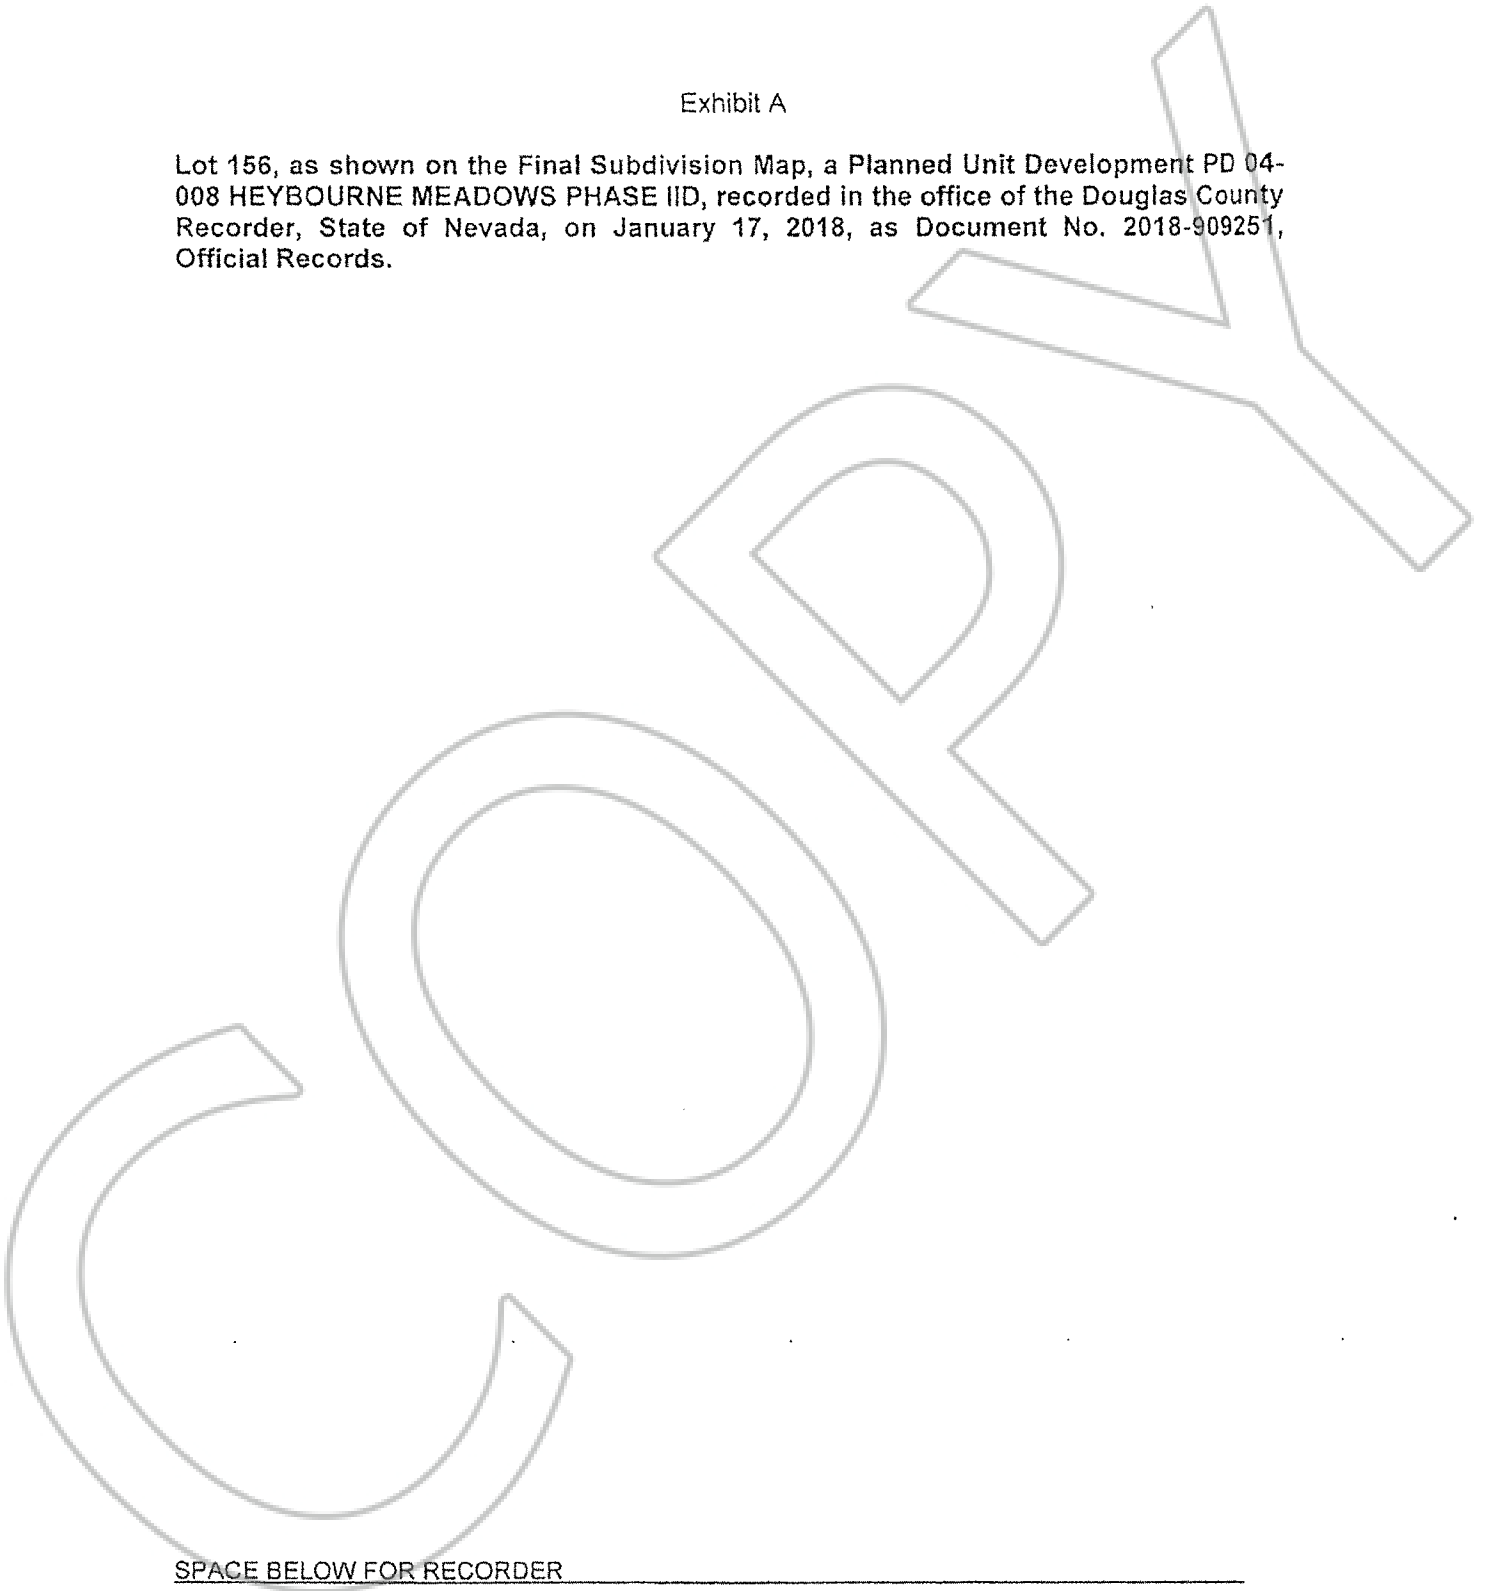 Exhibit A
Lot 156, as shown on the Final Subdivision Map, a Planned Unit Development PD 04-
008 HEYBOURNE MEADOWS PHASE IID, recorded in the office of the Douglas County
Recorder, State of Nevada, on January 17, 2018, as Document No. 2018-909251,
Official Records.
COPY
SPACE BELOW FOR RECORDER